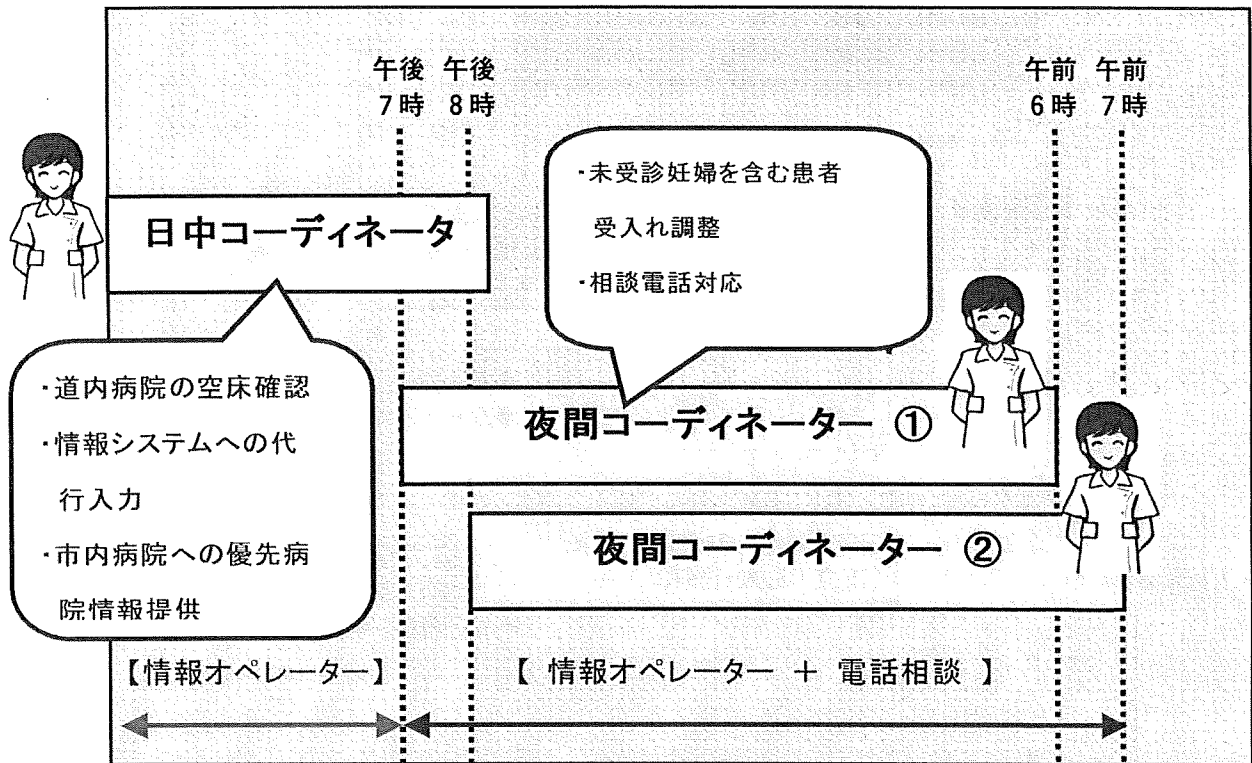 午後 午後
7時 8時
午前 午前
6時 7時
日中コーディネータ
・未受診妊婦を含む患者
受入れ調整
・相談電話対応
・道内病院の空床確認
・情報システムへの代
行入力
・市内病院への優先病
院情報提供
夜間コーディネーター ①
夜間コーディネーター ②
【情報オペレーター】
【 情報オペレーター + 電話相談 】